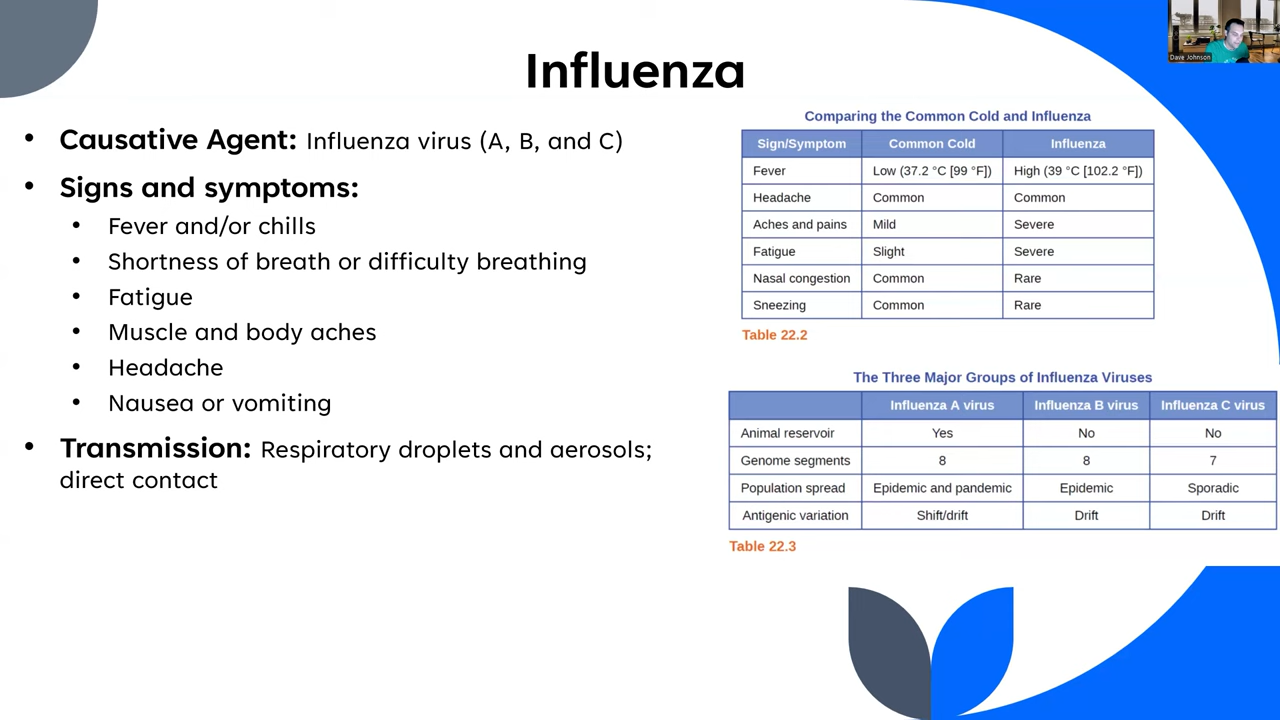 Influenza
• Causative Agent: Influenza virus (A, B, and C)
• Signs and symptoms:
• Fever and/or chills
• Shortness of breath or difficulty breathing
• Fatigue
• Muscle and body aches
• Headache
• Nausea or vomiting
• Transmission: Respiratory droplets and aerosols;
direct contact
Comparing the Common Cold and Influenza
Sign/Symptom Common Cold Influenza
Fever Low (37.2 °C [99 °F]) High (39 °C [102.2 °F])
Headache Common Common
Aches and pains Mild Severe
Fatigue Slight Severe
Nasal congestion Common Rare
Sneezing Common Rare
Table 22.2
The Three Major Groups of Influenza Viruses
Influenza A virus Influenza B virus Influenza C virus
Animal reservoir Yes No No
Genome segments 8 8 7
Population spread Epidemic and pandemic Epidemic Sporadic
Antigenic variation Shift/drift Drift Drift
Table 22.3
Dave Johnson